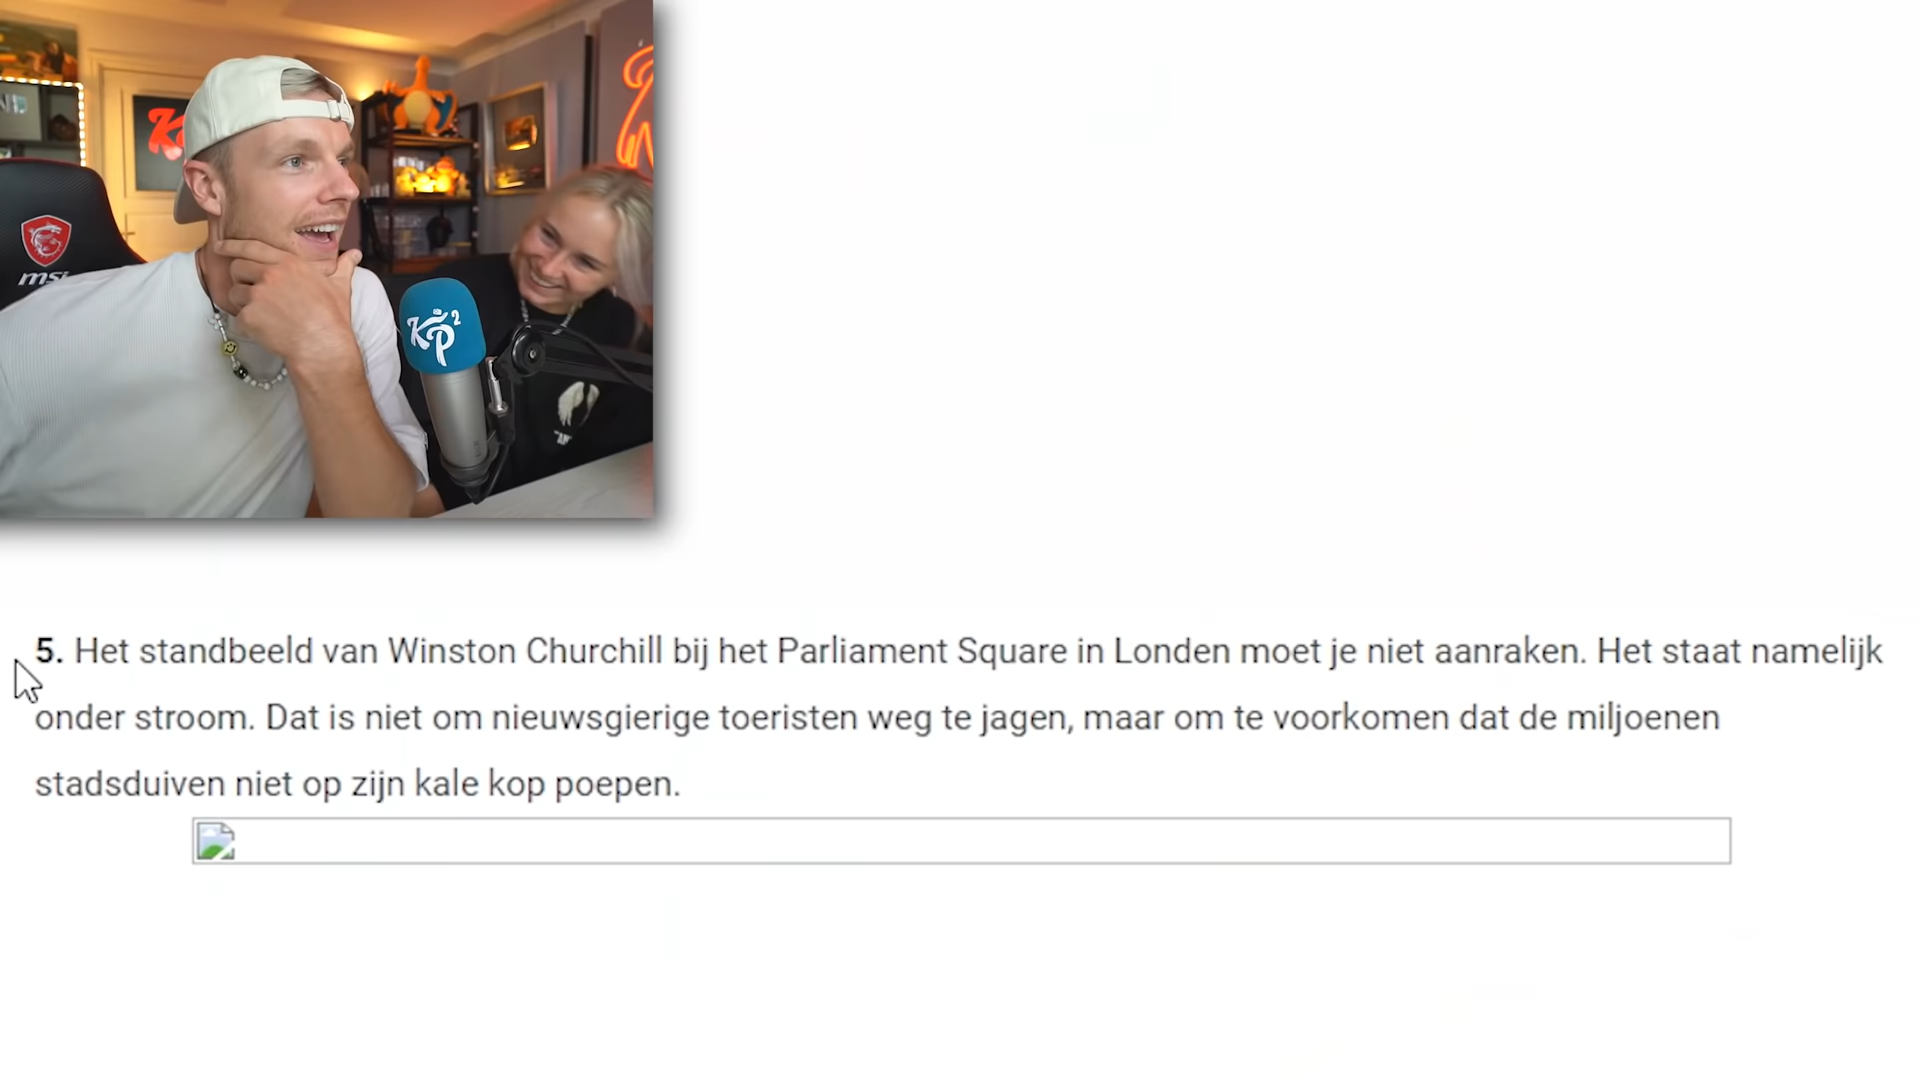 msi
KP²
5. Het standbeeld van Winston Churchill bij het Parliament Square in Londen moet je niet aanraken. Het staat namelijk
onder stroom. Dat is niet om nieuwsgierige toeristen weg te jagen, maar om te voorkomen dat de miljoenen
stadsduiven niet op zijn kale kop poepen.